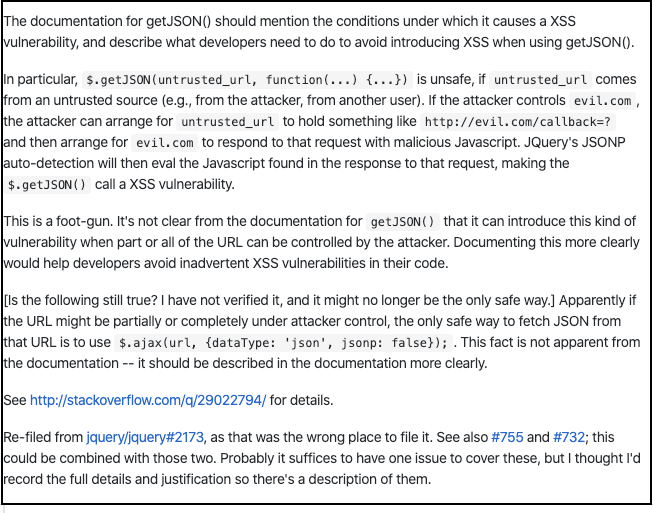 The documentation for getJSON() should mention the conditions under which it causes a XSS
vulnerability, and describe what developers need to do to avoid introducing XSS when using getJSON().
In particular, $.getJSON(untrusted_url, function(...) {...}) is unsafe, if untrusted_url comes
from an untrusted source (e.g., from the attacker, from another user). If the attacker controls evil.com ,
the attacker can arrange for untrusted_url to hold something like http://evil.com/callback=?
and then arrange for evil.com to respond to that request with malicious Javascript. JQuery's JSONP
auto-detection will then eval the Javascript found in the response to that request, making the
$.getJSON() call a XSS vulnerability.
This is a foot-gun. It's not clear from the documentation for getJSON() that it can introduce this kind of
vulnerability when part or all of the URL can be controlled by the attacker. Documenting this more clearly
would help developers avoid inadvertent XSS vulnerabilities in their code.
[Is the following still true? I have not verified it, and it might no longer be the only safe way.] Apparently if
the URL might be partially or completely under attacker control, the only safe way to fetch JSON from
that URL is to use $.ajax(url, {dataType: 'json', jsonp: false}); . This fact is not apparent from
the documentation -- it should be described in the documentation more clearly.
See http://stackoverflow.com/q/29022794/ for details.
Re-filed from jquery/jquery#2173, as that was the wrong place to file it. See also #755 and #732; this
could be combined with those two. Probably it suffices to have one issue to cover these, but I thought I'd
record the full details and justification so there's a description of them.